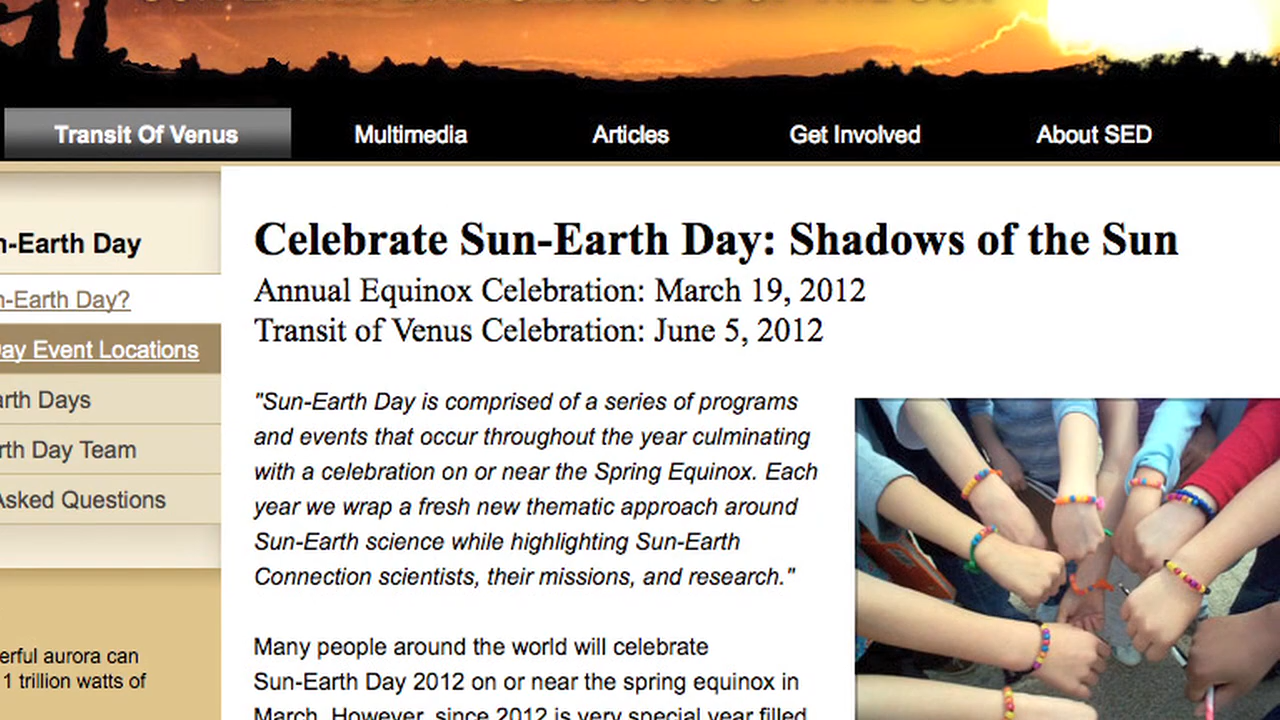 Transit Of Venus
Multimedia
Articles
Get Involved
About SED
n-Earth Day
n-Earth Day?
ay Event Locations
arth Days
rth Day Team
Asked Questions
erful aurora can
1 trillion watts of
Celebrate Sun-Earth Day: Shadows of the Sun
Annual Equinox Celebration: March 19, 2012
Transit of Venus Celebration: June 5, 2012
"Sun-Earth Day is comprised of a series of programs
and events that occur throughout the year culminating
with a celebration on or near the Spring Equinox. Each
year we wrap a fresh new thematic approach around
Sun-Earth science while highlighting Sun-Earth
Connection scientists, their missions, and research."
Many people around the world will celebrate
Sun-Earth Day 2012 on or near the spring equinox in
March. However, since 2012 is very special year filled